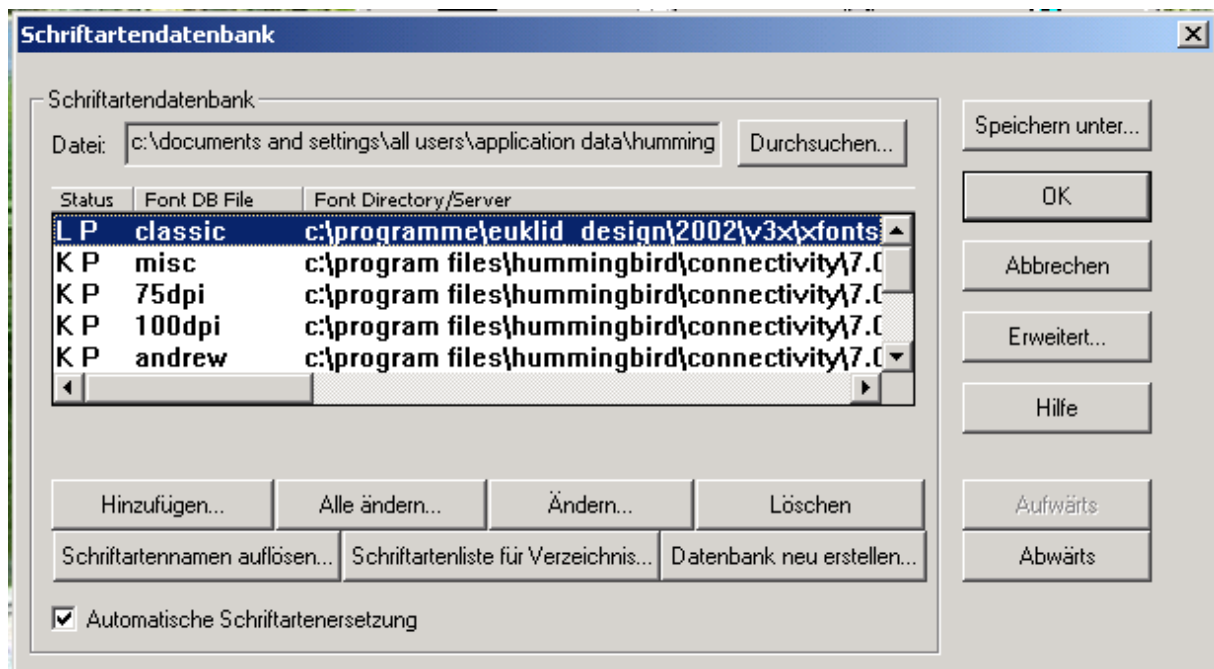 Schriftartendatenbank
Schriftartendatenbank
Datei: c:\documents and settings\all users\application data\humming Durchsuchen...
Speichern unter...
Status Font DB File Font Directory/Server
OK
L P classic c:\programme\euklid_design\2002\v3x\xfonts
K P misc c:\program files\hummingbird\connectivity\7.0
Abbrechen
K P 75dpi c:\program files\hummingbird\connectivity\7.0
K P 100dpi c:\program files\hummingbird\connectivity\7.0
Erweitert...
K P andrew c:\program files\hummingbird\connectivity\7.0
Hilfe
Hinzufügen... Alle ändern... Ändern... Löschen Aufwärts
Schriftartennamen auflösen... Schriftartenliste für Verzeichnis... Datenbank neu erstellen... Abwärts
Automatische Schriftartenersetzung